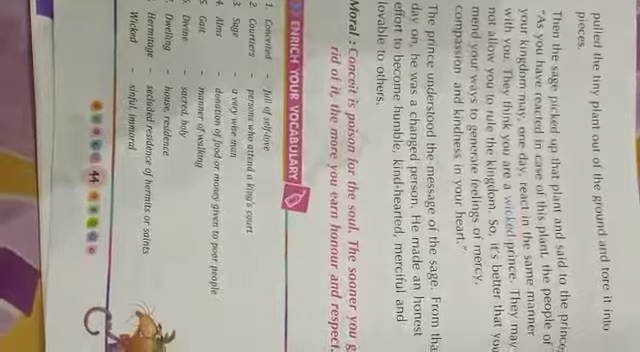 pulled the tiny plant out of the ground and tore it into
pieces.
Then the sage picked up that plant and said to the prince
"As you have reacted in case of this plant, the people of
your kingdom may, one day, react in the same manner
with you. They think you are a wicked prince. They may
not allow you to rule the kingdom. So, it's better that you
mend your ways to generate feelings of mercy,
compassion and kindness in your heart."
The prince understood the message of the sage. From tha
day on, he was a changed person. He made an honest
effort to become humble, kind-hearted, merciful and
lovable to others.
Moral : Conceit is poison for the soul. The sooner you g
rid of it, the more you earn honour and respect.
ENRICH YOUR VOCABULARY
1. Conceited – full of self-love
2. Courtiers – persons who attend a king's court
3. Sage – a very wise man
4. Alms – donation of food or money given to poor people
5. Gait – manner of walking
6. Divine – sacred, holy
7. Dwelling – house, residence
Hermitage – secluded residence of hermits or saints
Wicked – sinful, immoral
44